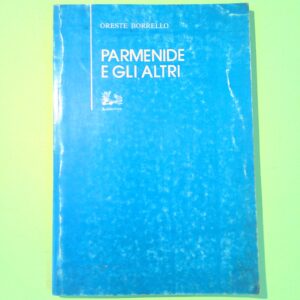 ORESTE BORRELLO
PARMENIDE
E GLI ALTRI